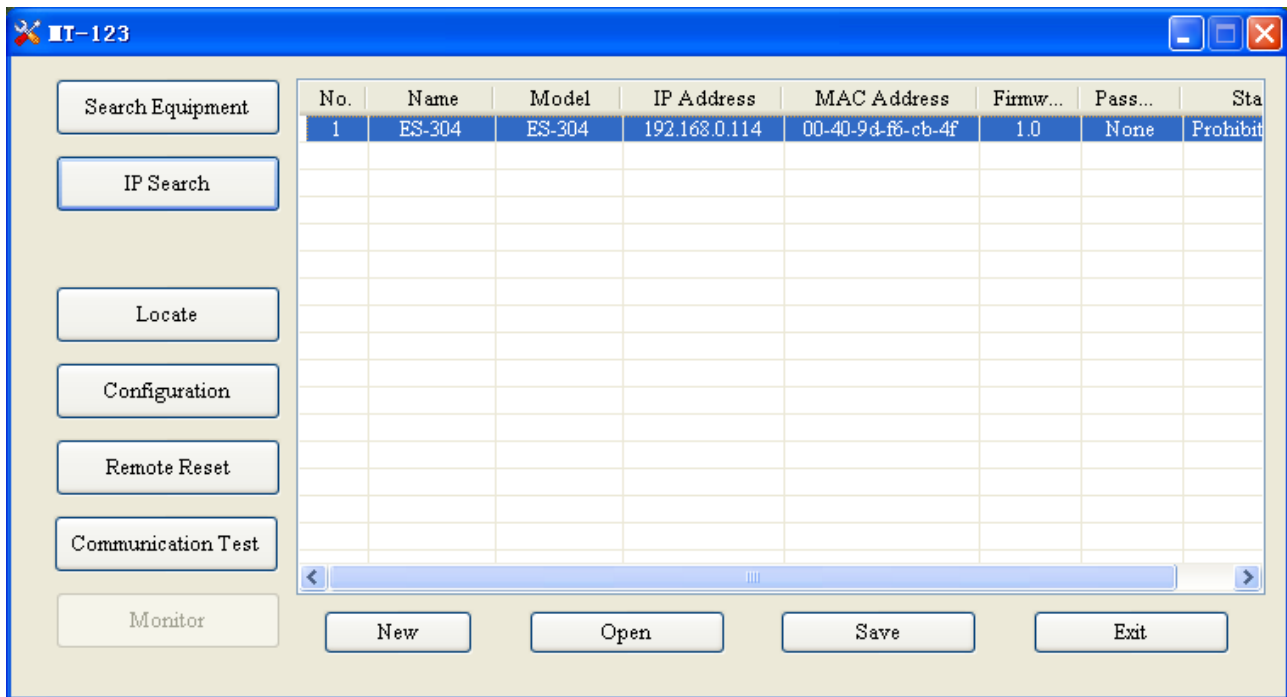 MT-123
Search Equipment
IP Search
Locate
Configuration
Remote Reset
Communication Test
Monitor
No. Name Model IP Address MAC Address Firmw... Pass... Sta
1 ES-304 ES-304 192.168.0.114 00-40-9d-f6-cb-4f 1.0 None Prohibit
New Open Save Exit